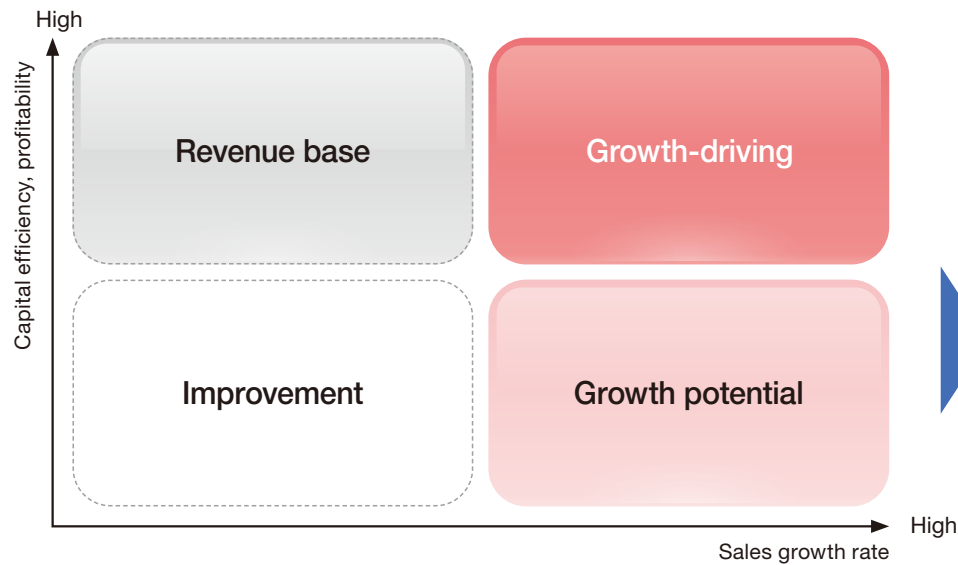 High
Capital efficiency, profitability
Revenue base
Growth-driving
Improvement
Growth potential
High
Sales growth rate